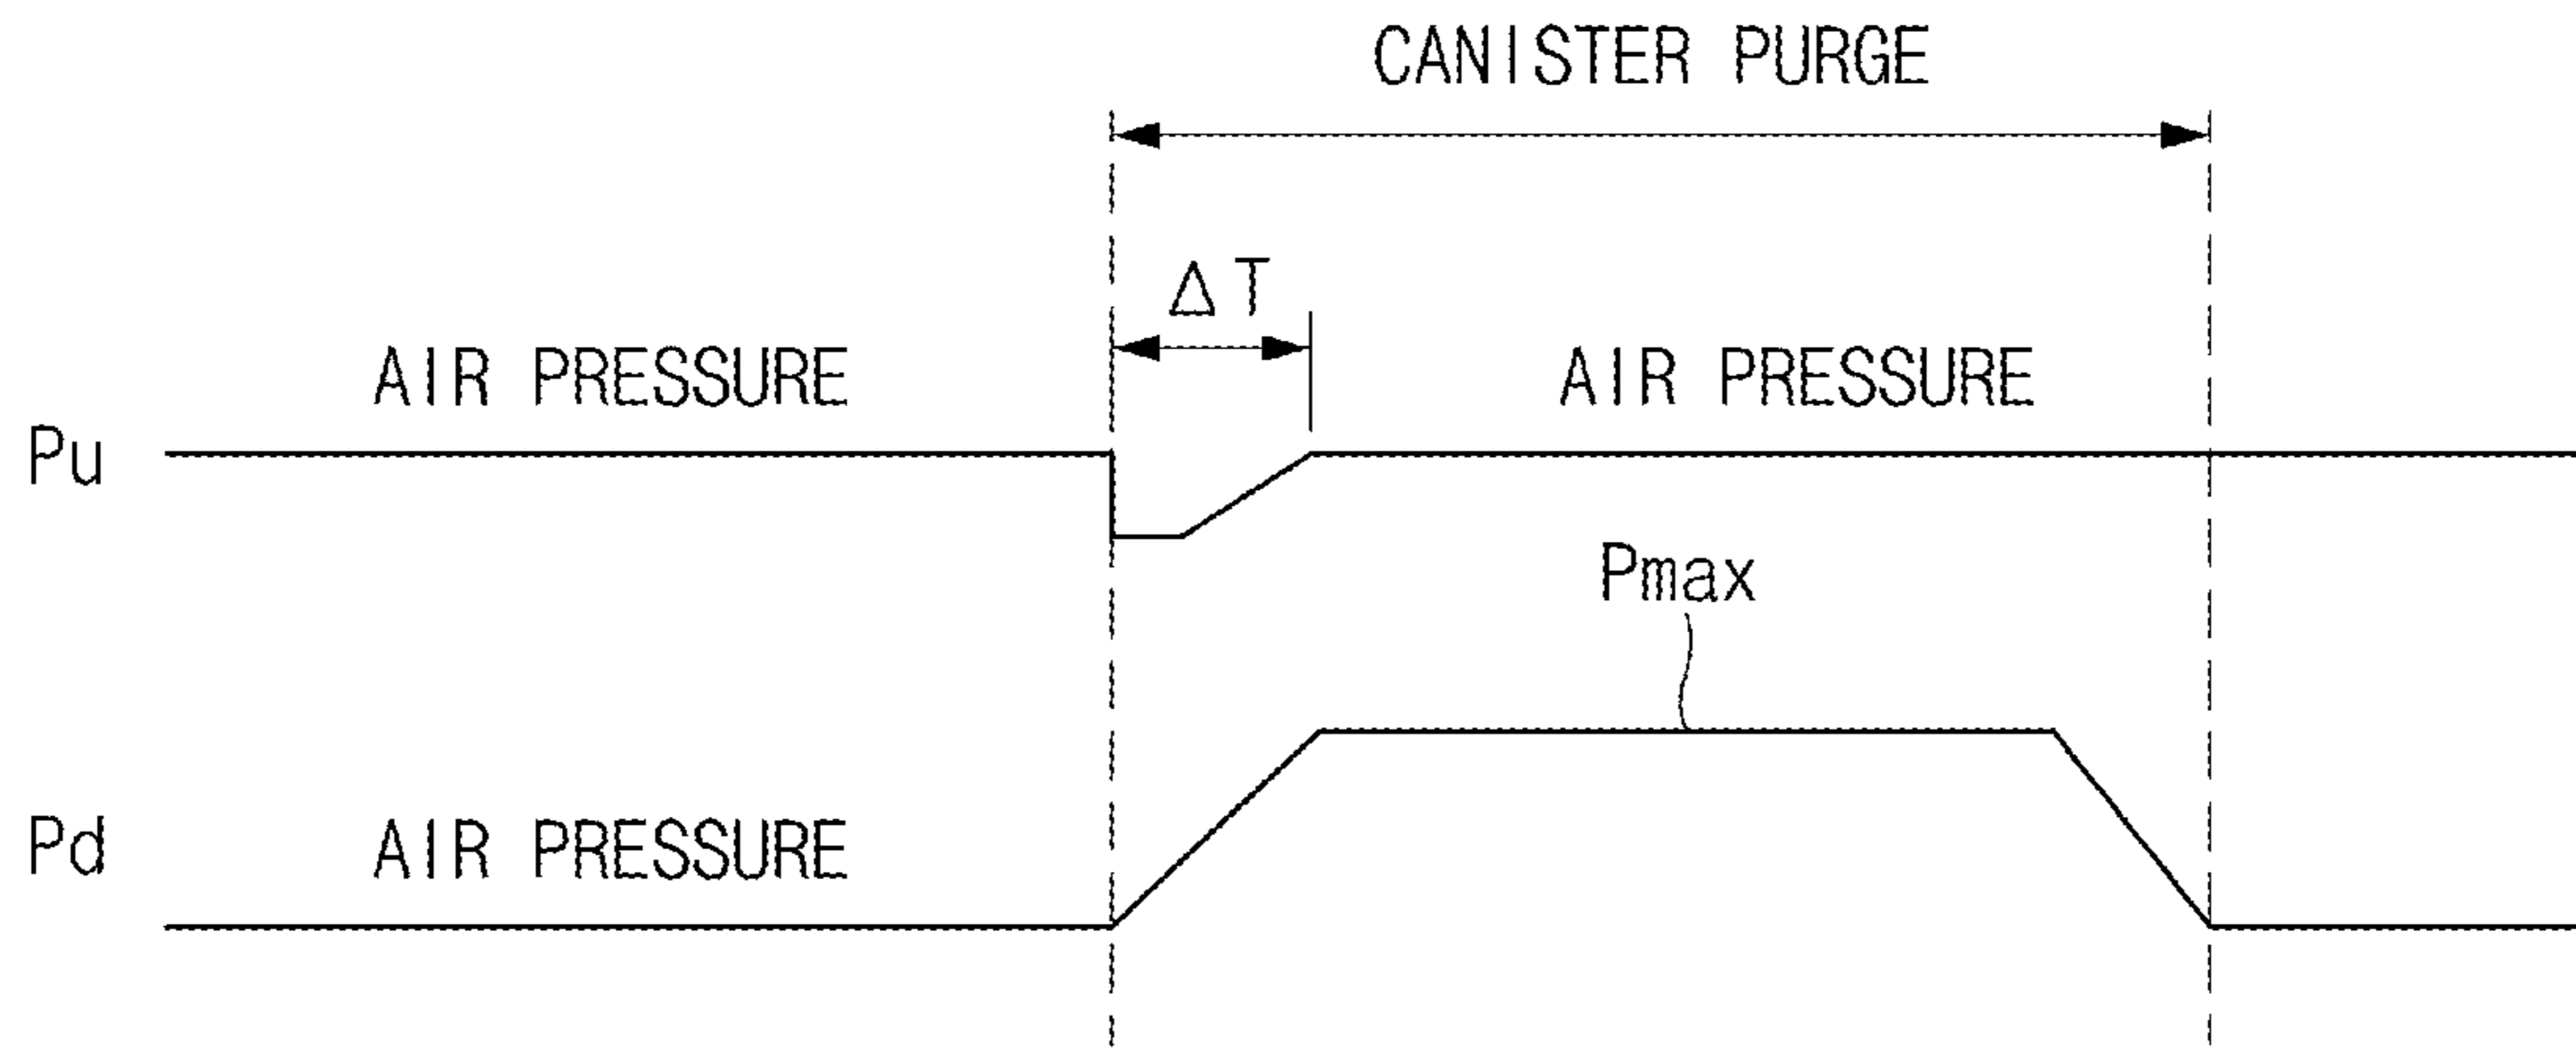 CANISTER PURGE
ΔT
AIR PRESSURE
AIR PRESSURE
Pu
Pmax
AIR PRESSURE
Pd